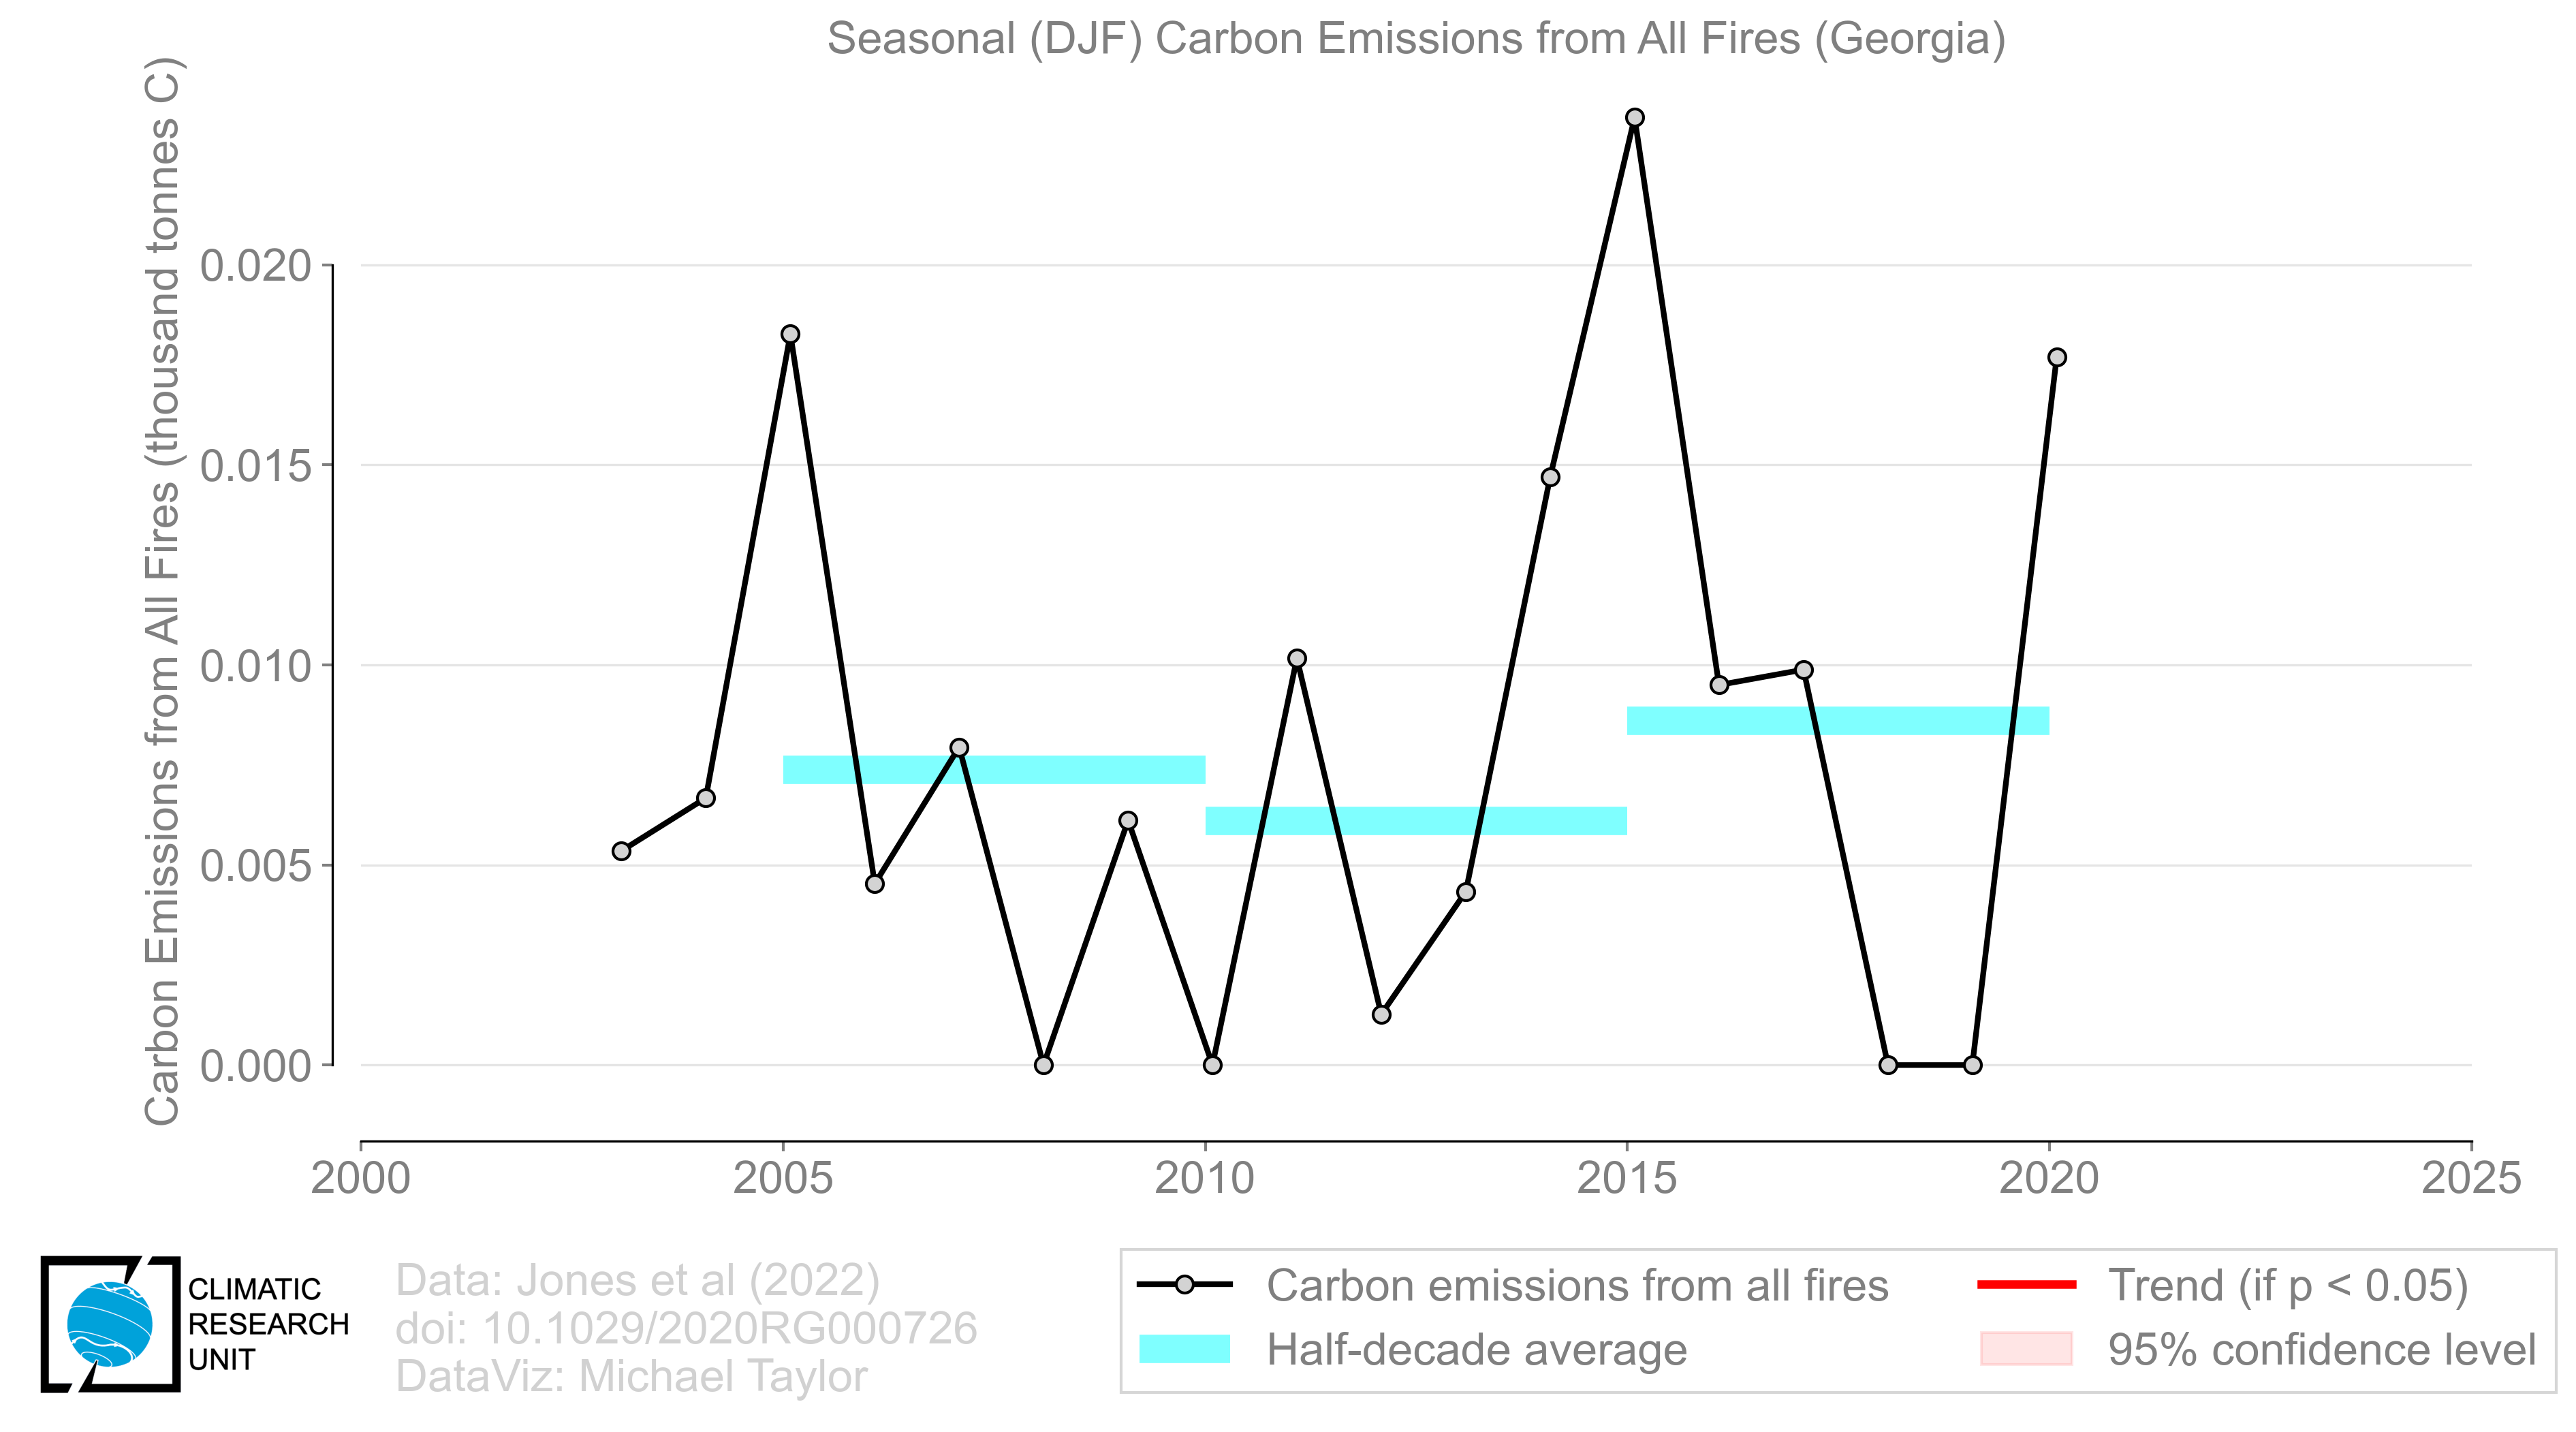 Seasonal (DJF) Carbon Emissions from All Fires (Georgia)
Carbon Emissions from All Fires (thousand tonnes C)
0.020
0.015
0.010
0.005
0.000
2000 2005 2010 2015 2020 2025
CLIMATIC
RESEARCH
UNIT
Data: Jones et al (2022)
doi: 10.1029/2020RG000726
DataViz: Michael Taylor
Carbon emissions from all fires
Half-decade average
Trend (if p < 0.05)
95% confidence level